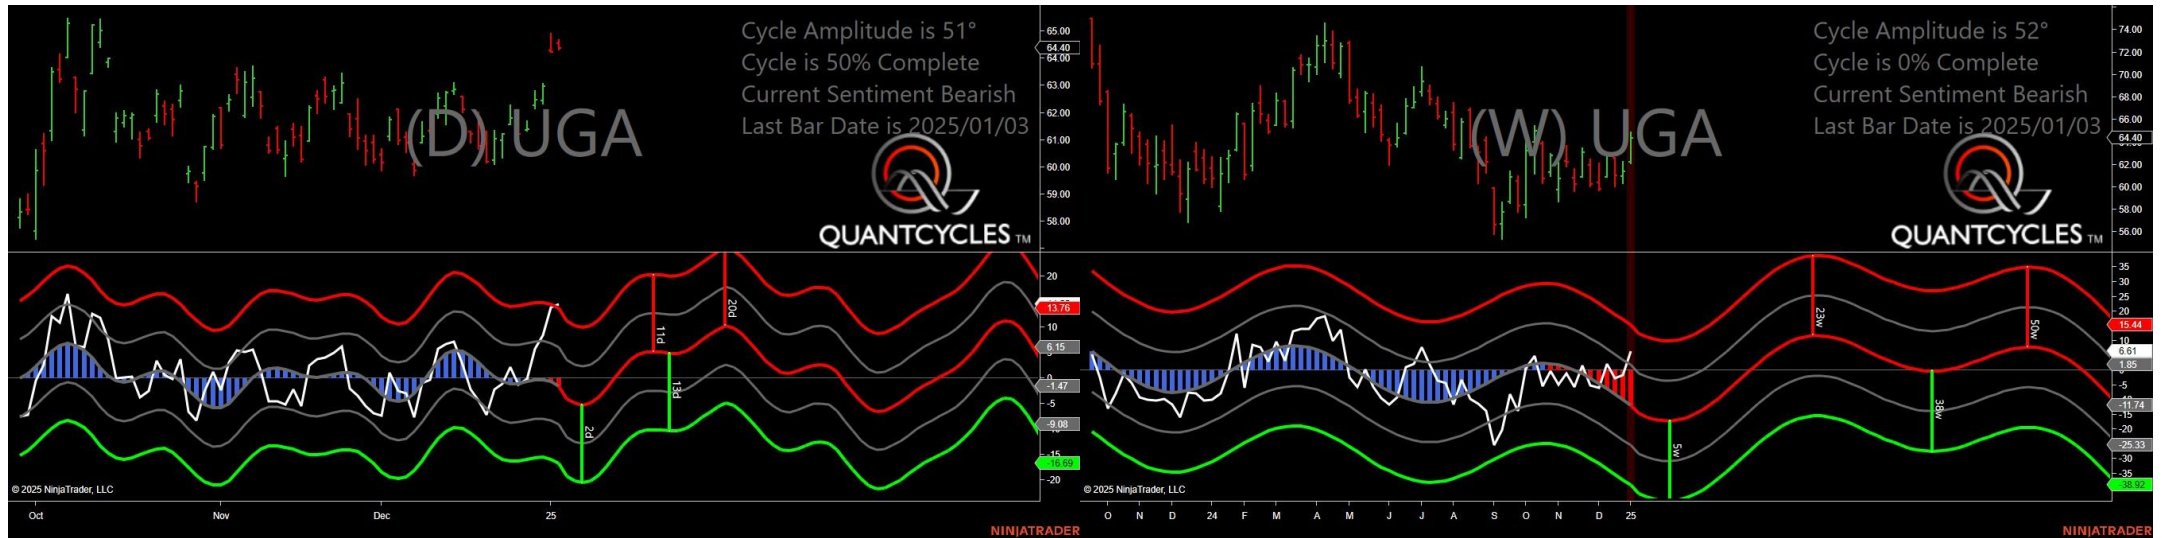 Cycle Amplitude is 51°
Cycle is 50% Complete
Current Sentiment Bearish
Last Bar Date is 2025/01/03
(D) UGA
QUANTCYCLES TM
65.00
64.40
64.00
63.00
62.00
61.00
60.00
59.00
58.00
20
13.76
10
6.15
0
-1.47
-5
-9.08
-15
-16.69
-20
11d
20d
13d
2d
© 2025 NinjaTrader, LLC
Oct Nov Dec 25
NINJATRADER
Cycle Amplitude is 52°
Cycle is 0% Complete
Current Sentiment Bearish
Last Bar Date is 2025/01/03
(W) UGA
QUANTCYCLES TM
74.00
72.00
70.00
68.00
66.00
64.40
62.00
60.00
58.00
56.00
35
30
25
20
15.44
10
6.61
1.85
-5
-11.74
-15
-20
-25.33
-30
-35
-38.92
23w
50w
38w
5w
© 2025 NinjaTrader, LLC
O N D 24 F M A M J J A S O N D 25
NINJATRADER